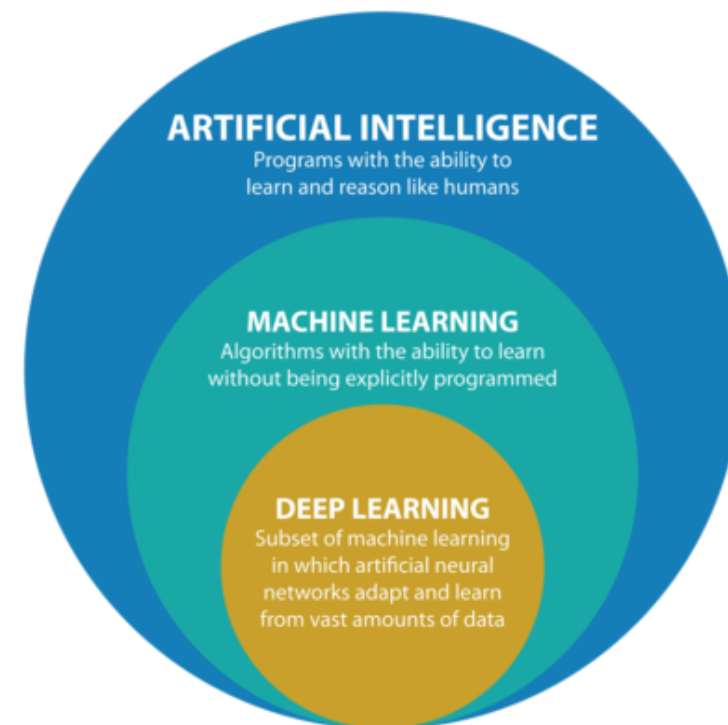 ARTIFICIAL INTELLIGENCE
Programs with the ability to
learn and reason like humans
MACHINE LEARNING
Algorithms with the ability to learn
without being explicitly programmed
DEEP LEARNING
Subset of machine learning
in which artificial neural
networks adapt and learn
from vast amounts of data